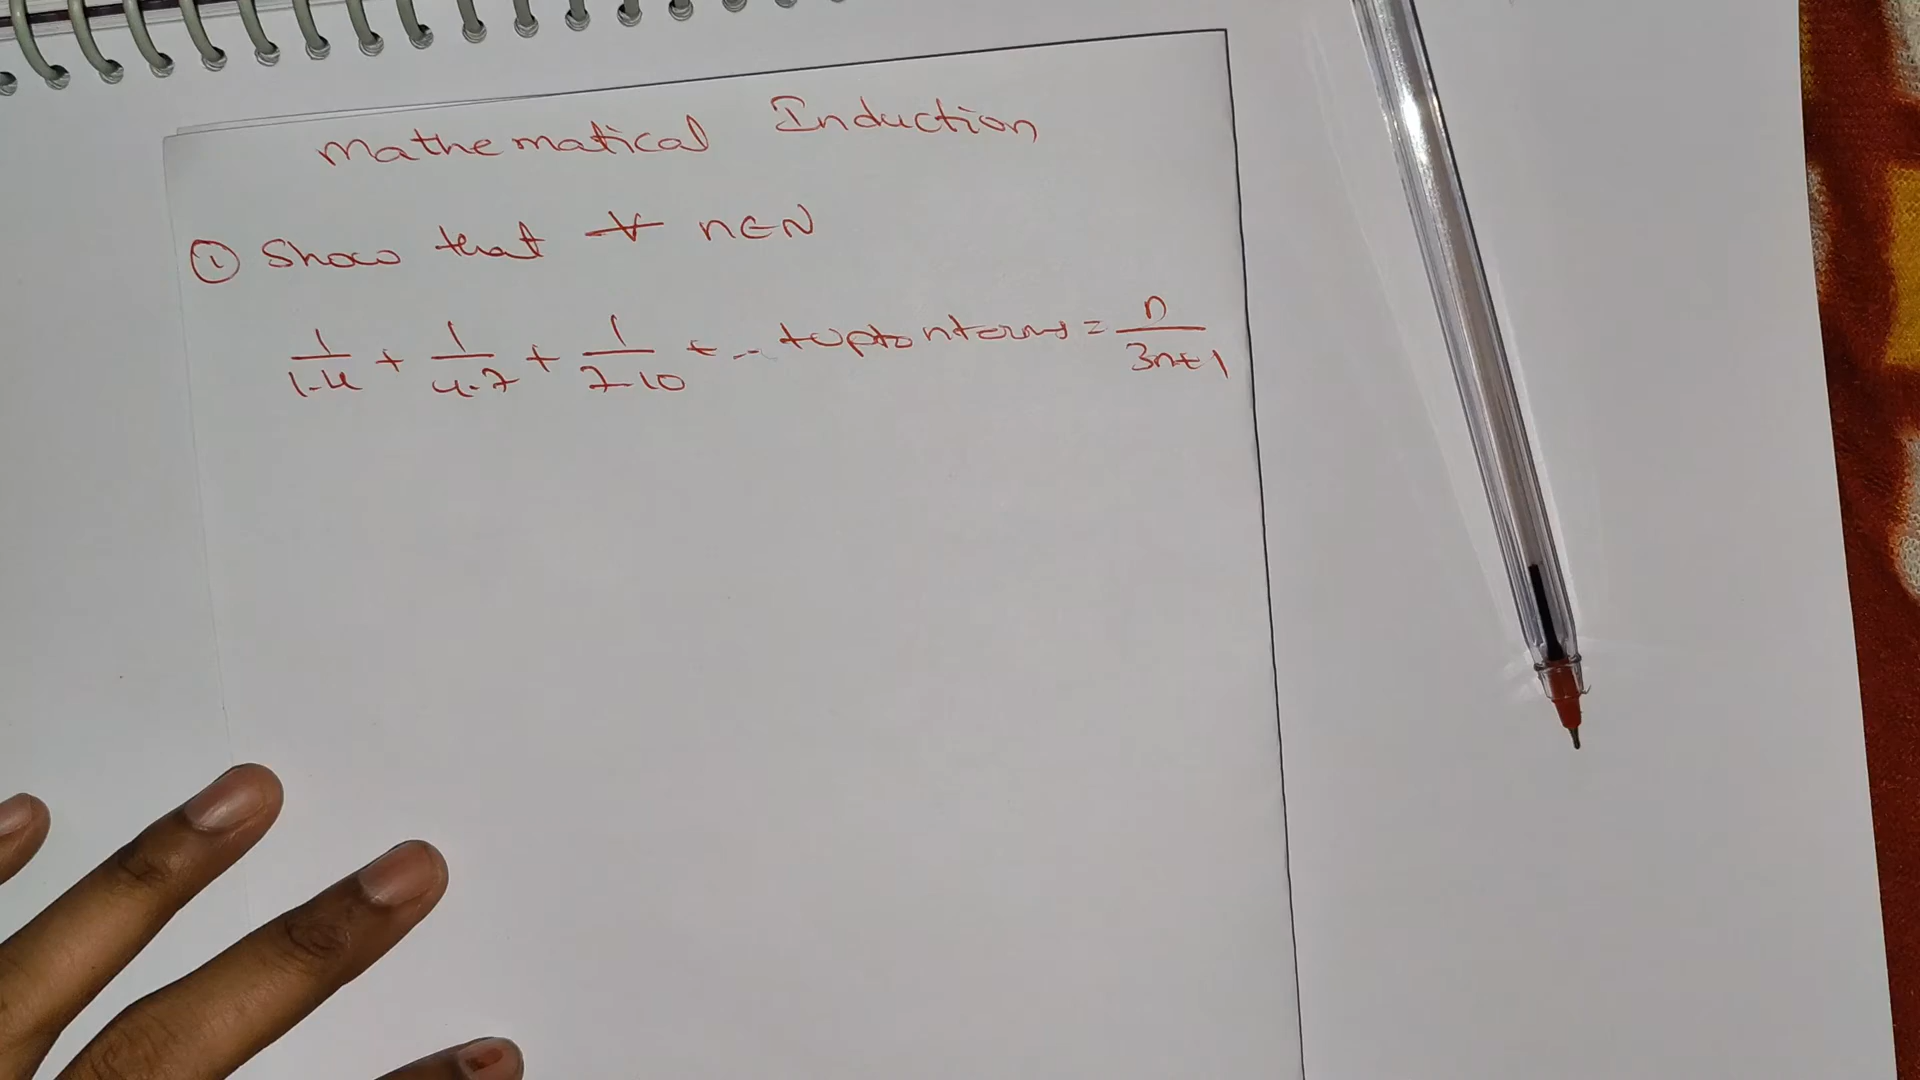 Mathematical Induction
① Show that ∀ n∈N
1/1.4 + 1/4.7 + 1/7.10 + ... + upto n terms = n/3n+1